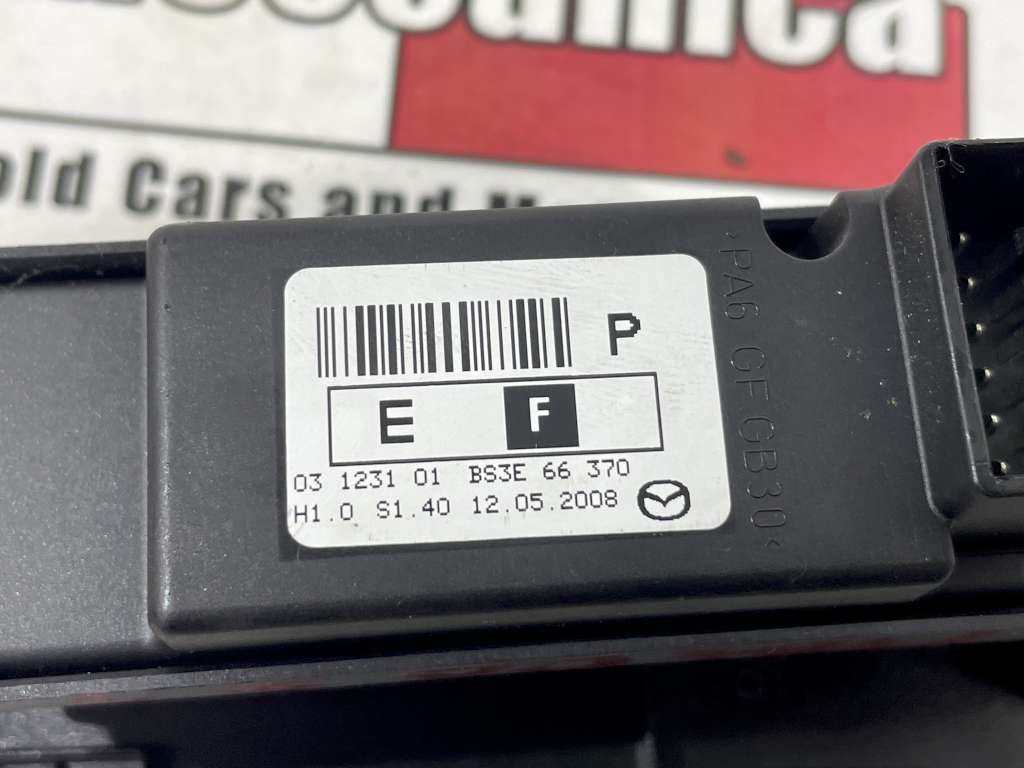 old Cars and
P
E F
03 1231 01 BS3E 66 370
H1.0 S1.40 12.05.2008
>PA6 GF GB30<